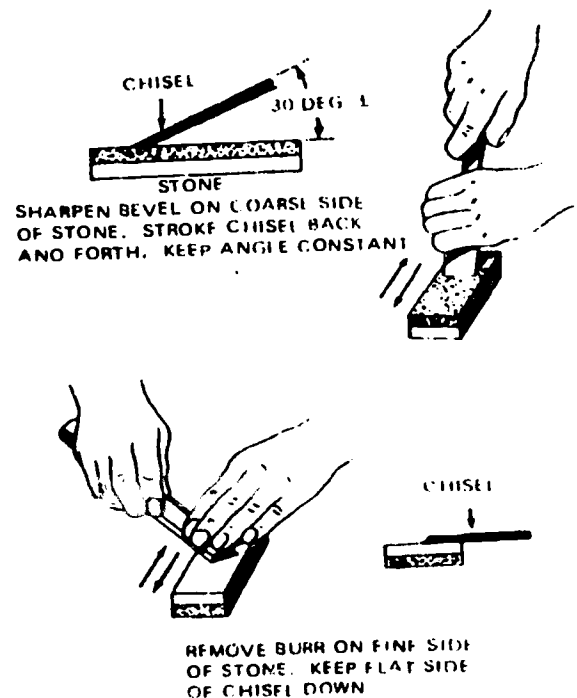 CHISEL
30 DEG
STONE
SHARPEN BEVEL ON COARSE SIDE
OF STONE. STROKE CHISEL BACK
AND FORTH. KEEP ANGLE CONSTANT
CHISEL
REMOVE BURR ON FINE SIDE
OF STONE. KEEP FLAT SIDE
OF CHISEL DOWN